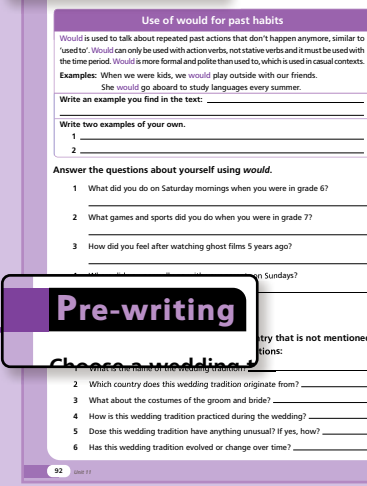 Use of would for past habits
Would is used to talk about repeated past actions that don't happen anymore, similar to
'used to'. Would can only be used with action verbs, not stative verbs and it must be used with
the time period. Would is more formal and polite than used to, which is used in casual contexts.
Examples: When we were kids, we would play outside with our friends.
She would go aboard to study languages every summer.
Write an example you find in the text:
Write two examples of your own.
1
2
Answer the questions about yourself using would.
1 What did you do on Saturday mornings when you were in grade 6?
2 What games and sports did you do when you were in grade 7?
3 How did you feel after watching ghost films 5 years ago?
on Sundays?
Pre-writing
try that is not mentioned
Choose a wedding
tions:
1 What is the name of the wedding tradition?
2 Which country does this wedding tradition originate from?
3 What about the costumes of the groom and bride?
4 How is this wedding tradition practiced during the wedding?
5 Dose this wedding tradition have anything unusual? If yes, how?
6 Has this wedding tradition evolved or change over time?
92